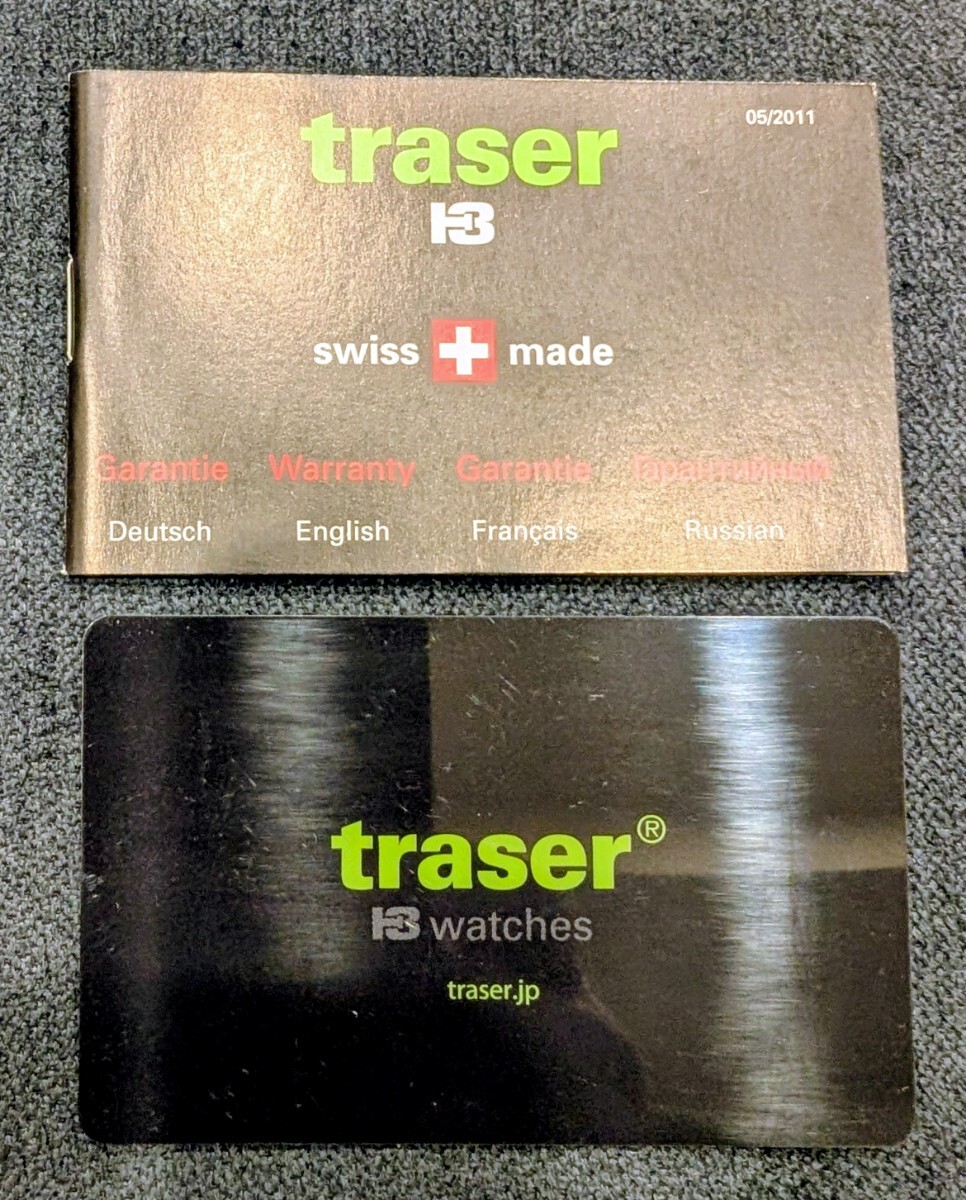 05/2011
traser
H3
swiss made
Garantie Warranty Garantie Гарантийный
Deutsch English Français Russian
traser®
H3 watches
traser.jp